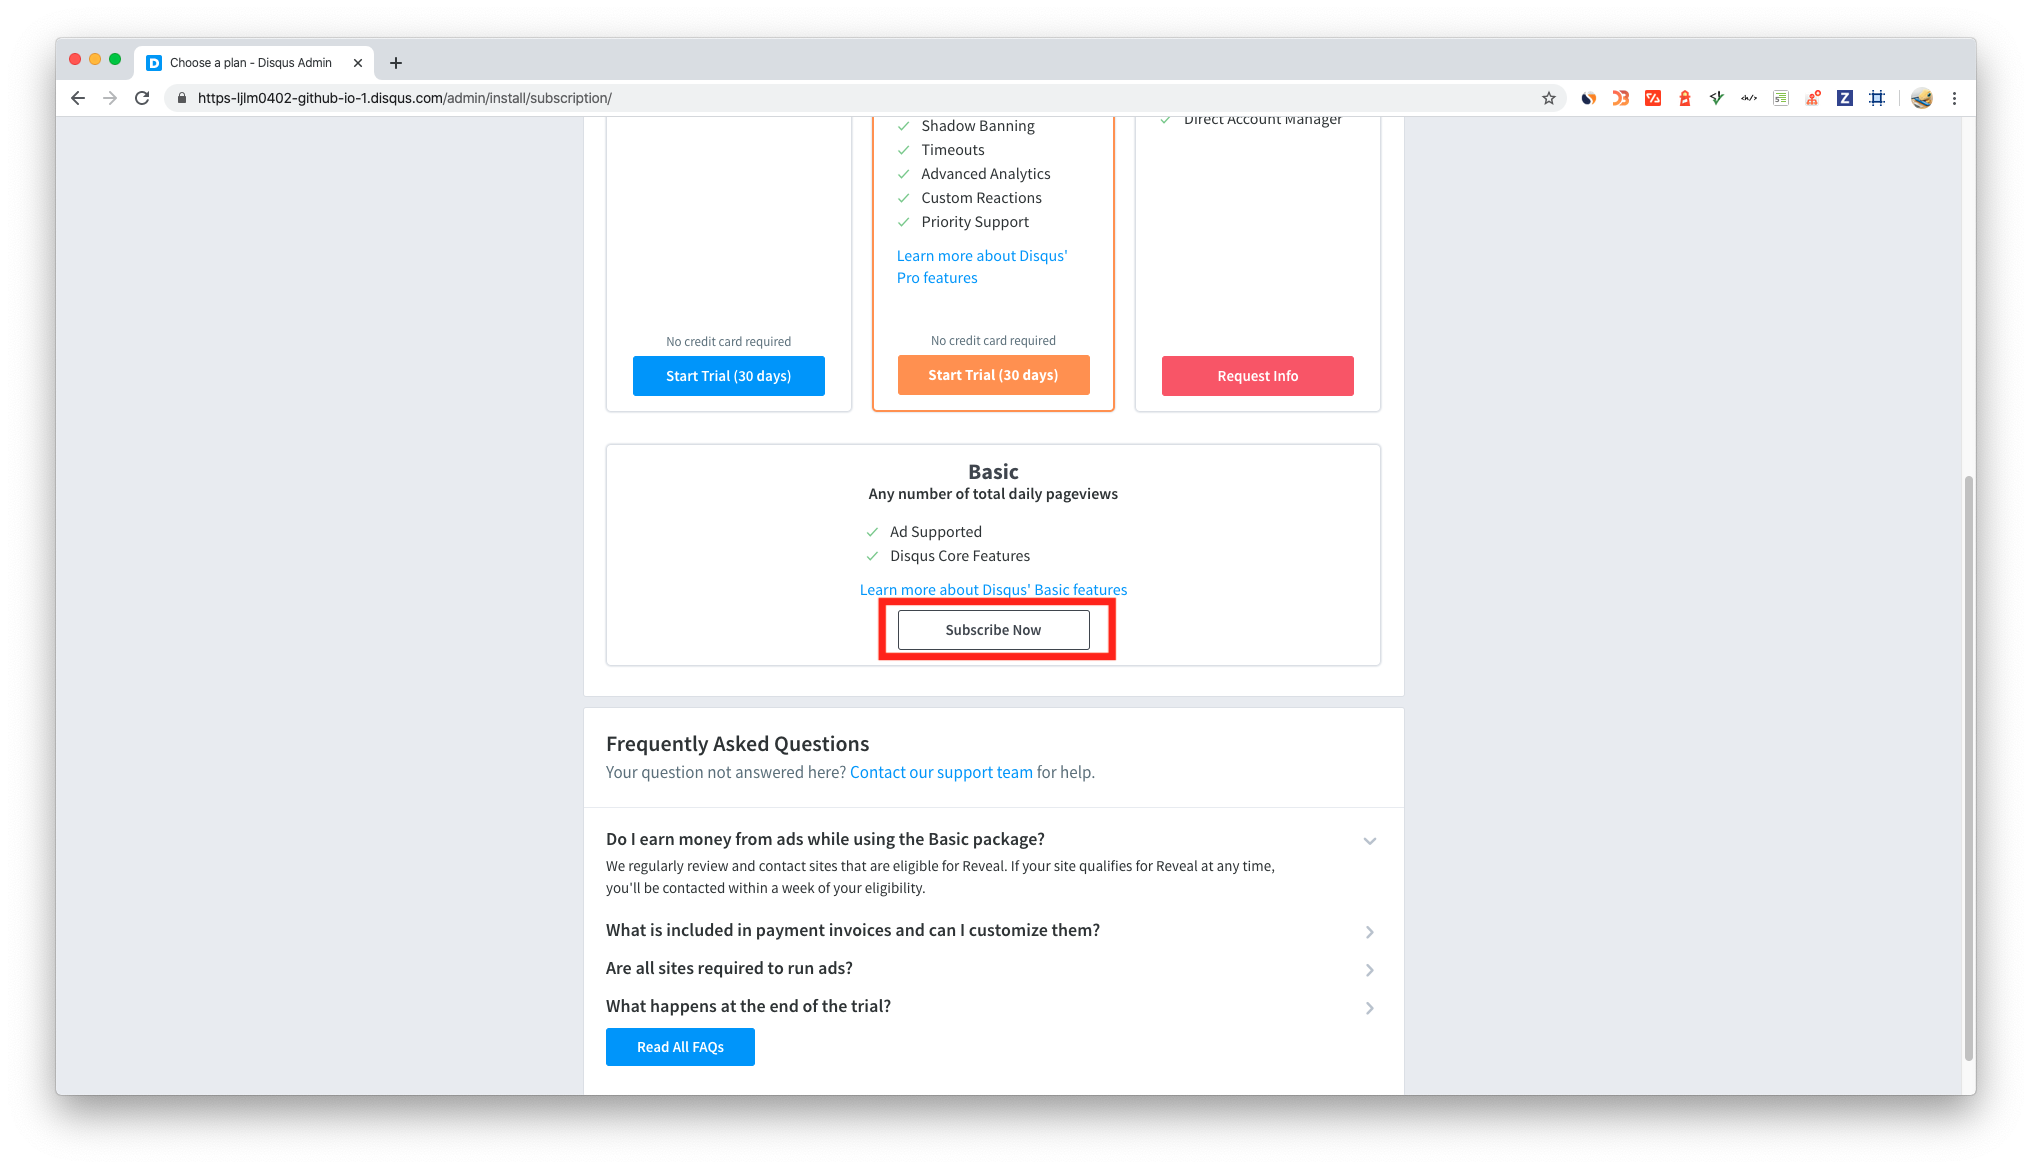 Choose a plan - Disqus Admin
https-ljlm0402-github-io-1.disqus.com/admin/install/subscription/
Shadow Banning
Timeouts
Advanced Analytics
Custom Reactions
Priority Support
Learn more about Disqus'
Pro features
Direct Account Manager
No credit card required
Start Trial (30 days)
No credit card required
Start Trial (30 days)
Request Info
Basic
Any number of total daily pageviews
Ad Supported
Disqus Core Features
Learn more about Disqus' Basic features
Subscribe Now
Frequently Asked Questions
Your question not answered here? Contact our support team for help.
Do I earn money from ads while using the Basic package?
We regularly review and contact sites that are eligible for Reveal. If your site qualifies for Reveal at any time,
you'll be contacted within a week of your eligibility.
What is included in payment invoices and can I customize them?
Are all sites required to run ads?
What happens at the end of the trial?
Read All FAQs